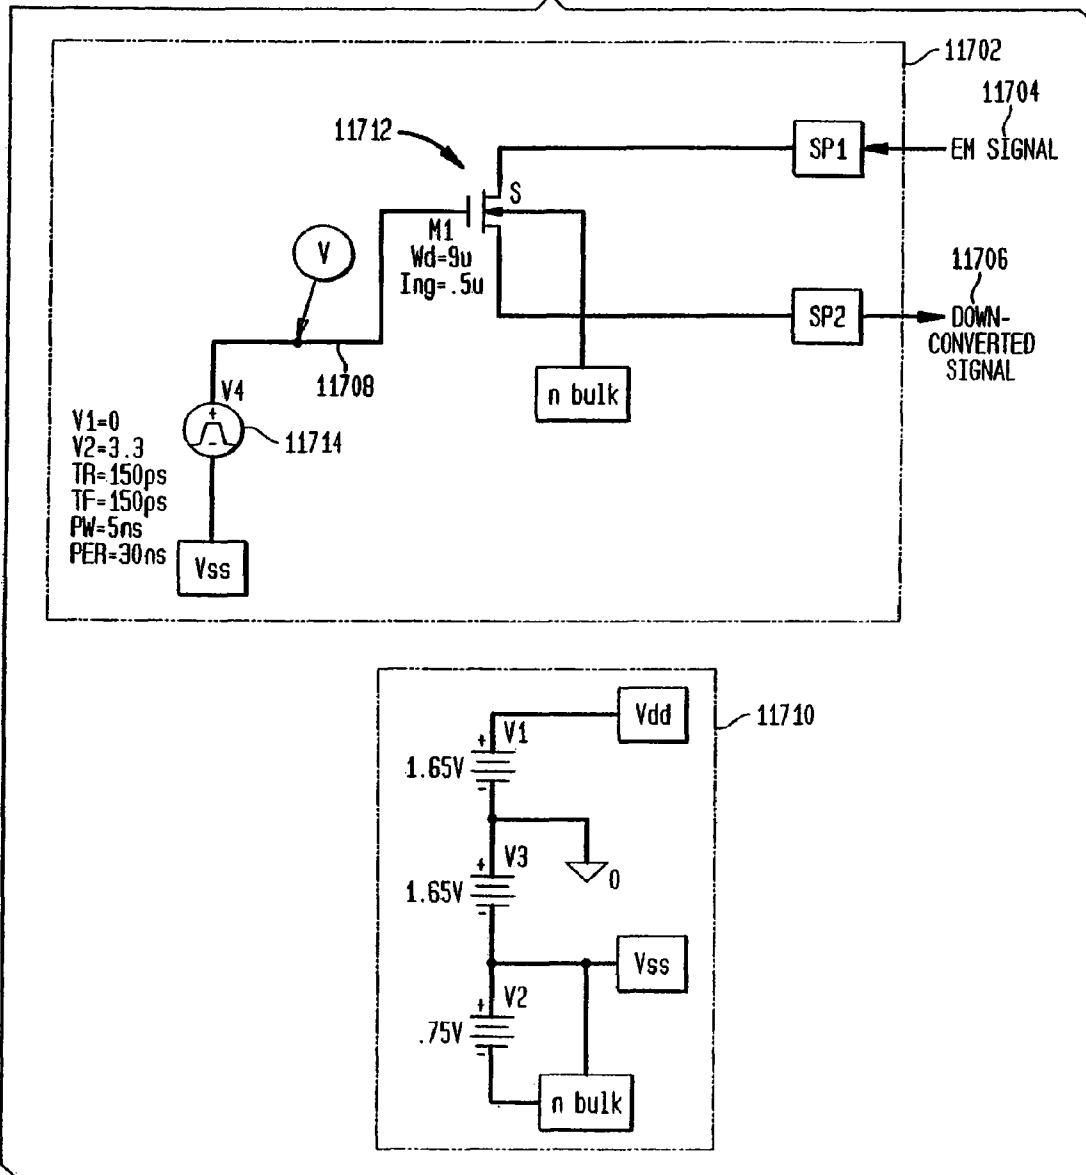 11702
11704
EM SIGNAL
SP1
11712
S
M1
Wd=9u
Ing=.5u
V
11706
SP2
DOWN-
CONVERTED
SIGNAL
11708
n bulk
V4
+
-
11714
V1=0
V2=3.3
TR=150ps
TF=150ps
PW=5ns
PER=30ns
Vss
Vdd
11710
+
V1
1.65V
-
+
V3
1.65V
-
0
Vss
+
V2
.75V
-
n bulk